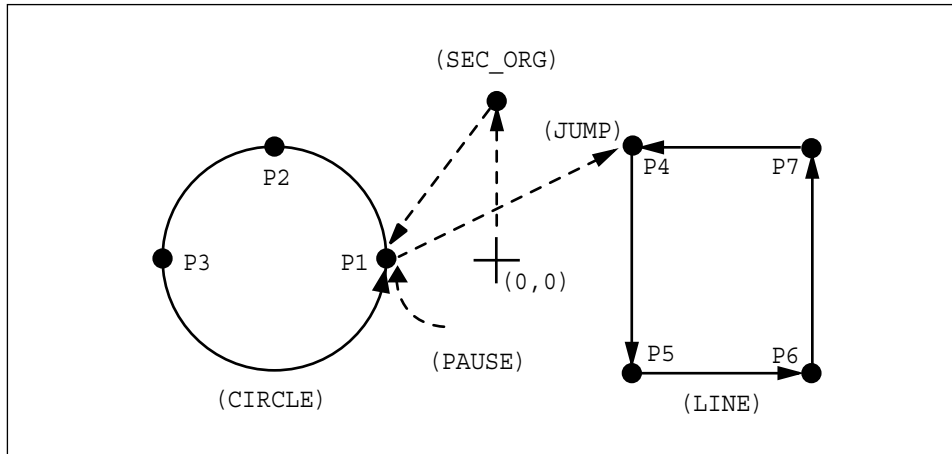 (SEC_ORG)
(JUMP)
P2
P4
P7
P3
P1
(0,0)
(PAUSE)
P5
P6
(CIRCLE)
(LINE)